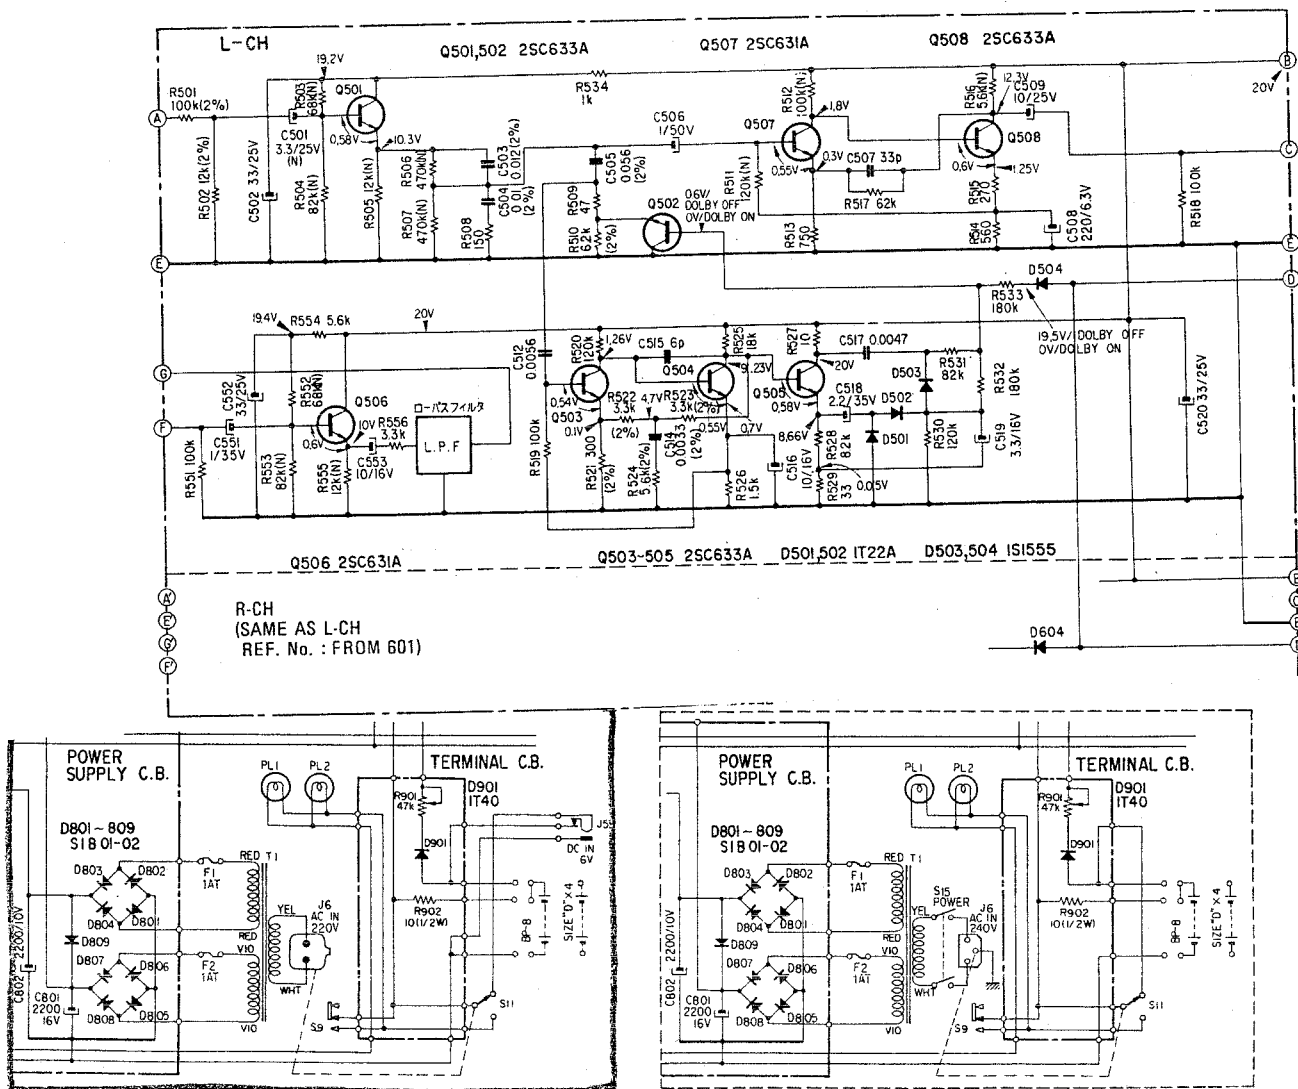 L-CH
Q501,502 2SC633A
Q507 2SC631A
Q508 2SC633A
19.2V
Q501
R534
1k
12.3V
C509
10/25V
20V
B
R501
100k(2%)
A
R503
68k(N)
C501
3.3/25V
(N)
0.58V
10.3V
R502 12k(2%)
C502 33/25V
R504
82k(N)
R505 12k(N)
R506
470k(N)
R507
470k(N)
C503
0.012(2%)
C504
0.01
(2%)
R508
150
C505
0.056
(2%)
R509
47
R510
6.2k
(2%)
Q502
C506
1/50V
0.6V/
DOLBY OFF
0V/DOLBY ON
Q507
R512
100k(N)
1.8V
0.3V
0.55V
C507 33p
R517 62k
R511
120k(N)
R513
750
R516
5.6k(N)
Q508
0.6V
1.25V
R515
270
R514
560
C508
220/6.3V
R518 100k
C
E
E
D
D504
R533
180k
19.5V/DOLBY OFF
0V/DOLBY ON
19.4V
R554 5.6k
20V
G
F
C552
33/25V
R552
68k(N)
Q506
0.6V
10V
R556
3.3k
C553
10/16V
ローパスフィルタ
L.P.F
R551 100k
C551
1/35V
R553
82k(N)
R555
12k(N)
C512
0.0056
R520
120k
1.26V
C515 6p
Q504
R525
18k
9.23V
0.54V
Q503
0.1V
R522
3.3k
(2%)
4.7V
R523
3.3k(2%)
0.55V
0.7V
R519 100k
R521 300
(2%)
R524
5.6k(2%)
C514
0.0033
(2%)
R526
1.5k
C516
10/16V
R527
10
C517 0.0047
20V
Q505
0.58V
C518
2.2/35V
8.66V
R528
8.2k
R529
33
0.05V
D503
D502
D501
R531
82k
R530
120k
R532
180k
C519
3.3/16V
C520 33/25V
Q506 2SC631A
Q503~505 2SC633A
D501,502 1T22A
D503,504 1S1555
A'
E'
G'
F'
R-CH
(SAME AS L-CH
REF. No. : FROM 601)
D604
POWER
SUPPLY C.B.
PL1
PL2
TERMINAL C.B.
R901
47k
D901
1T40
D901
J5
DC IN
6V
D801~809
S1B 01-02
D803
D802
D804
D801
D809
D807
D806
D808
D805
C802 2200/10V
C801
2200
16V
F1
1AT
F2
1AT
RED
T1
RED
VIO
VIO
YEL
WHT
J6
AC IN
220V
R902
10(1/2W)
BP-8
SIZE"D"×4
S9
S11
POWER
SUPPLY C.B.
PL1
PL2
TERMINAL C.B.
R901
47k
D901
1T40
D901
D801~809
S1B 01-02
D803
D802
D804
D801
D809
D807
D806
D808
D805
C802 2200/10V
C801
2200
16V
F1
1AT
F2
1AT
RED
T1
RED
VIO
VIO
YEL
WHT
S15
POWER
J6
AC IN
240V
R902
10(1/2W)
BP-8
SIZE"D"×4
S9
S11